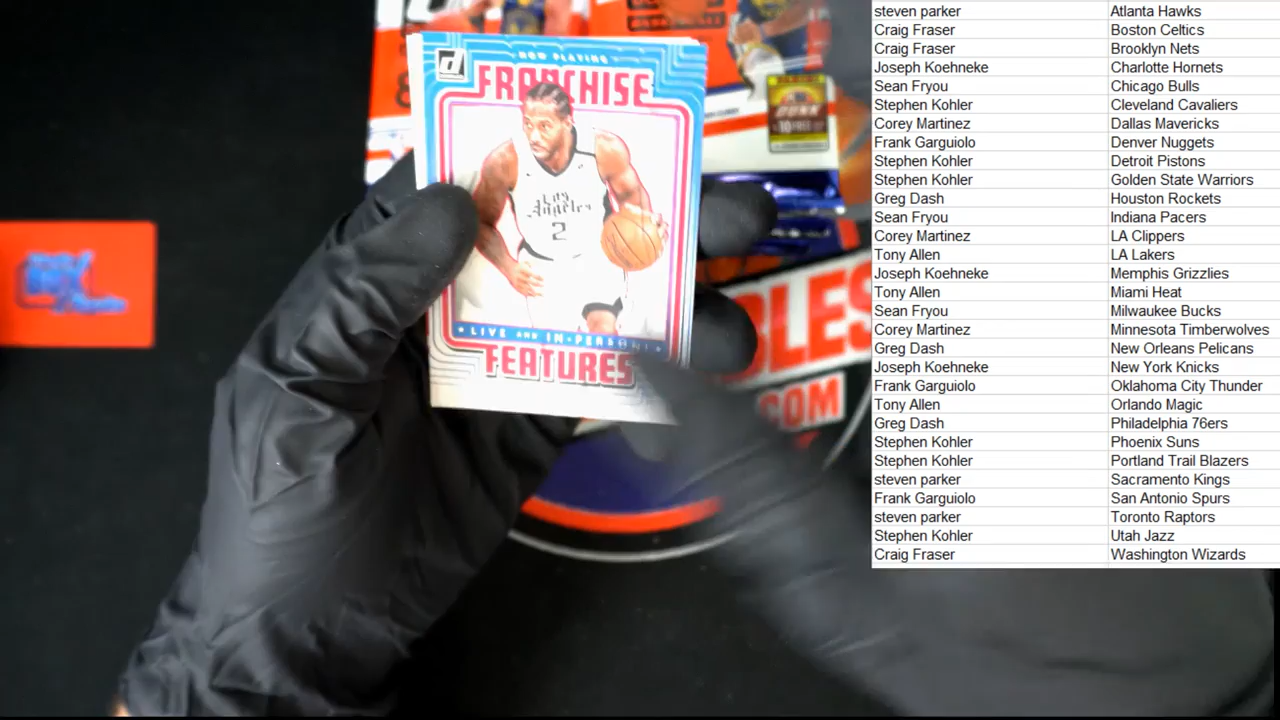 NOW PLAYING
FRANCHISE
Los
Angeles
2
LIVE AND IN-PERSON
FEATURES
BLES
.COM
steven parker Atlanta Hawks
Craig Fraser Boston Celtics
Craig Fraser Brooklyn Nets
Joseph Koehneke Charlotte Hornets
Sean Fryou Chicago Bulls
Stephen Kohler Cleveland Cavaliers
Corey Martinez Dallas Mavericks
Frank Garguiolo Denver Nuggets
Stephen Kohler Detroit Pistons
Stephen Kohler Golden State Warriors
Greg Dash Houston Rockets
Sean Fryou Indiana Pacers
Corey Martinez LA Clippers
Tony Allen LA Lakers
Joseph Koehneke Memphis Grizzlies
Tony Allen Miami Heat
Sean Fryou Milwaukee Bucks
Corey Martinez Minnesota Timberwolves
Greg Dash New Orleans Pelicans
Joseph Koehneke New York Knicks
Frank Garguiolo Oklahoma City Thunder
Tony Allen Orlando Magic
Greg Dash Philadelphia 76ers
Stephen Kohler Phoenix Suns
Stephen Kohler Portland Trail Blazers
steven parker Sacramento Kings
Frank Garguiolo San Antonio Spurs
steven parker Toronto Raptors
Stephen Kohler Utah Jazz
Craig Fraser Washington Wizards